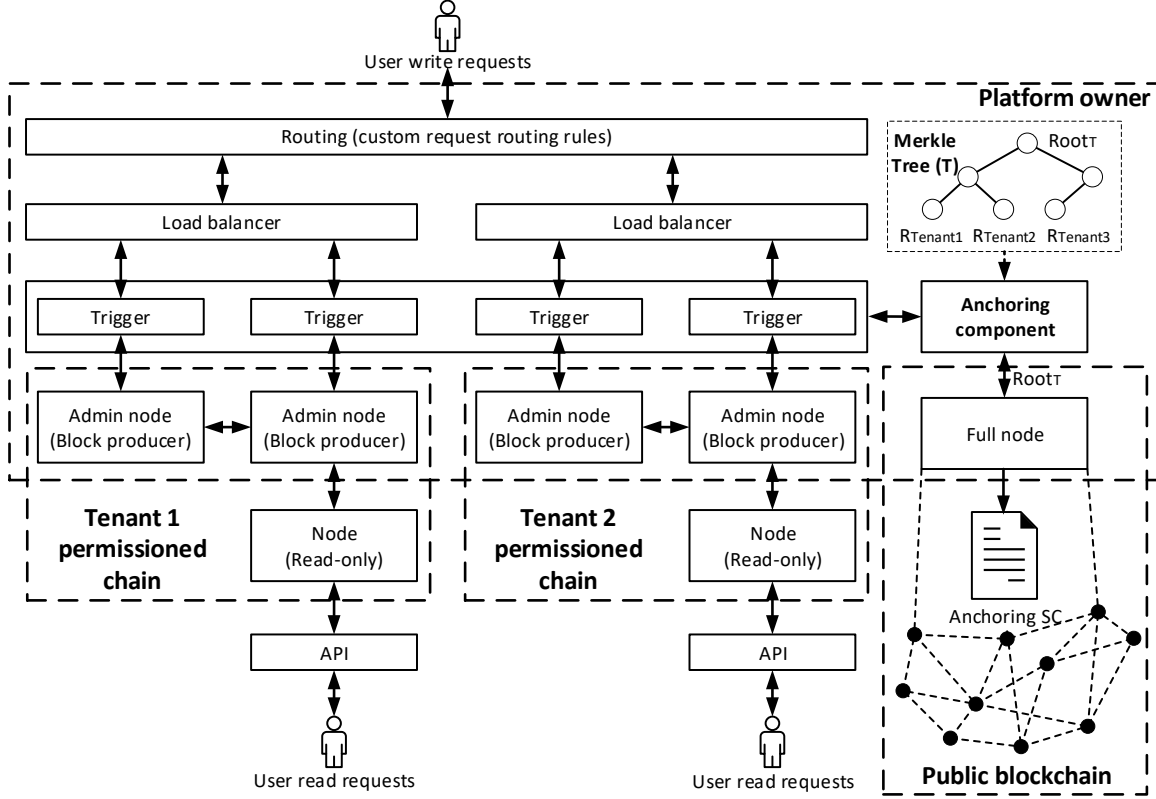 User write requests
Platform owner
Routing (custom request routing rules)
Merkle
Tree (T)
RootT
Load balancer
Load balancer
RTenant1
RTenant2
RTenant3
Trigger
Trigger
Trigger
Trigger
Anchoring
component
RootT
Admin node
(Block producer)
Admin node
(Block producer)
Admin node
(Block producer)
Admin node
(Block producer)
Full node
Tenant 1
permissioned
chain
Node
(Read-only)
Tenant 2
permissioned
chain
Node
(Read-only)
Anchoring SC
API
API
User read requests
User read requests
Public blockchain